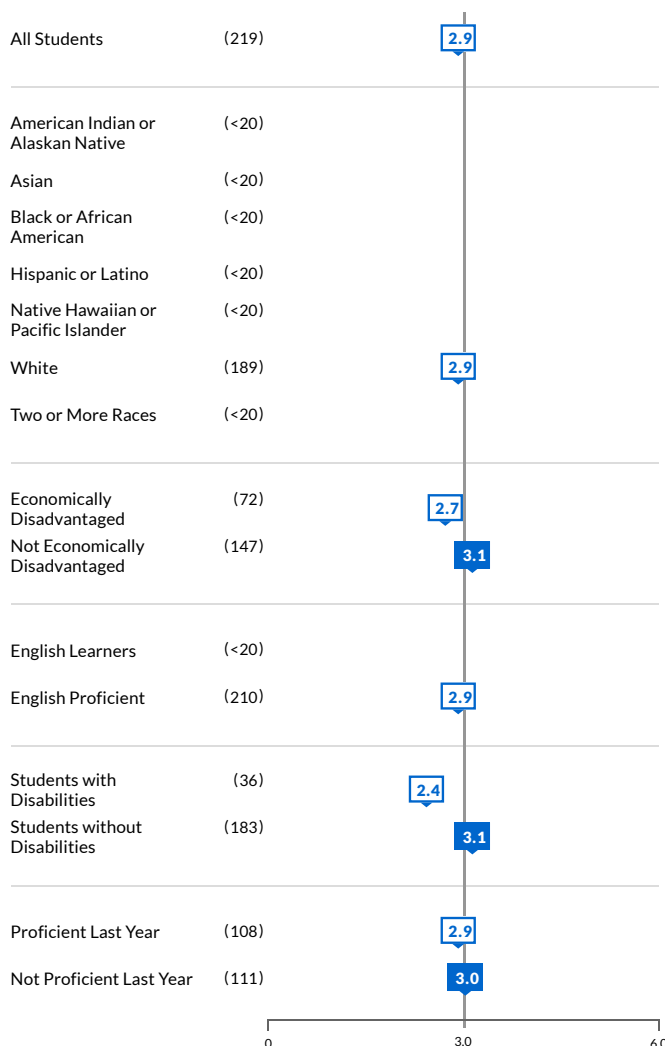 All Students (219) 2.9
American Indian or (<20)
Alaskan Native
Asian (<20)
Black or African (<20)
American
Hispanic or Latino (<20)
Native Hawaiian or (<20)
Pacific Islander
White (189) 2.9
Two or More Races (<20)
Economically (72) 2.7
Disadvantaged
Not Economically (147) 3.1
Disadvantaged
English Learners (<20)
English Proficient (210) 2.9
Students with (36) 2.4
Disabilities
Students without (183) 3.1
Disabilities
Proficient Last Year (108) 2.9
Not Proficient Last Year (111) 3.0
0 3.0 6.0